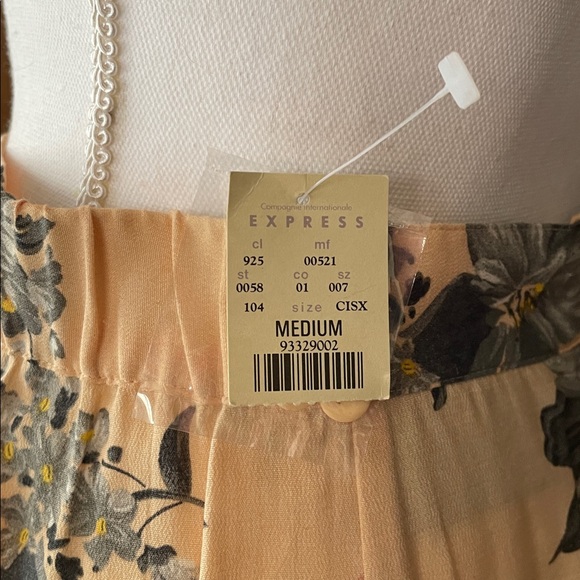 Compagnie Internationale
EXPRESS
cl mf
925 00521
st co sz
0058 01 007
104 size CISX
MEDIUM
93329002